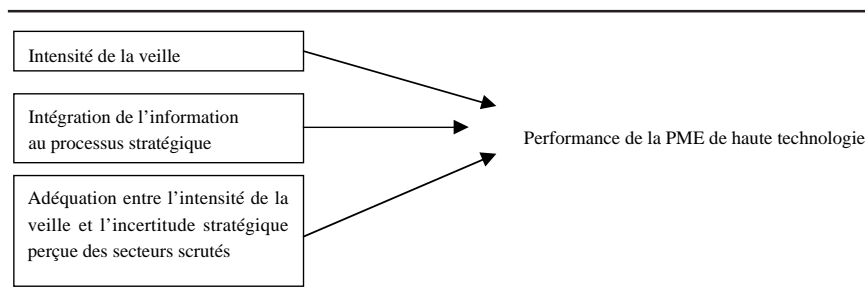 Intensité de la veille
Intégration de l’information
au processus stratégique
Performance de la PME de haute technologie
Adéquation entre l’intensité de la
veille et l’incertitude stratégique
perçue des secteurs scrutés